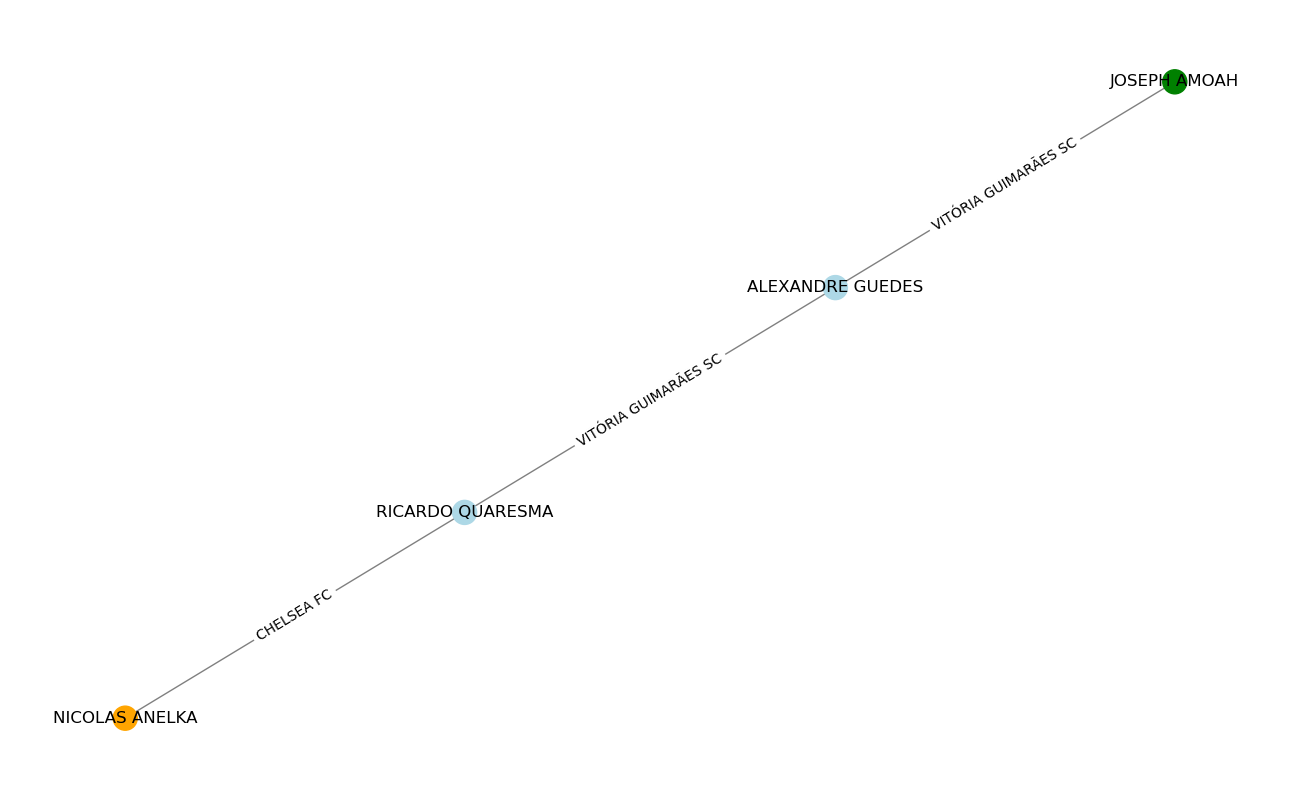 JOSEPH AMOAH
VITÓRIA GUIMARÃES SC
ALEXANDRE GUEDES
VITÓRIA GUIMARÃES SC
RICARDO QUARESMA
CHELSEA FC
NICOLAS ANELKA